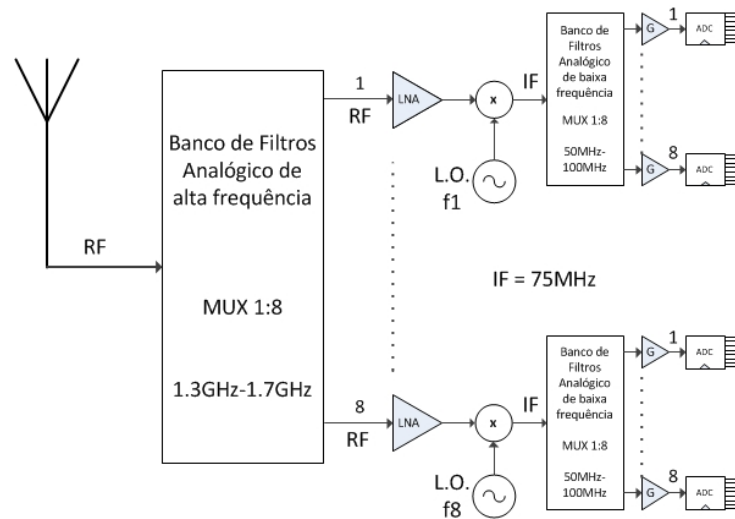 RF
Banco de Filtros
Analógico de
alta frequência
MUX 1:8
1.3GHz-1.7GHz
1
RF
LNA
x
L.O.
f1
IF
Banco de
Filtros
Analógico
de baixa
frequência
MUX 1:8
50MHz-
100MHz
G
1
ADC
G
8
ADC
IF = 75MHz
8
RF
LNA
x
L.O.
f8
IF
Banco de
Filtros
Analógico
de baixa
frequência
MUX 1:8
50MHz-
100MHz
G
1
ADC
G
8
ADC